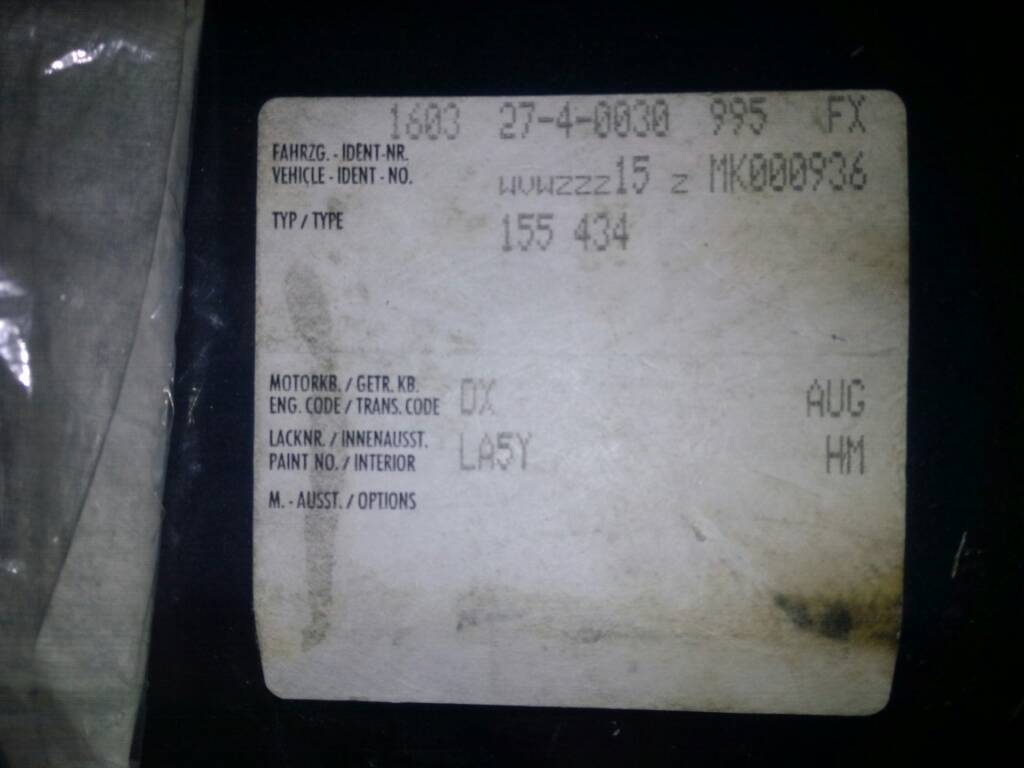 1603 27-4-0030 995 FX
FAHRZG. - IDENT-NR.
VEHICLE - IDENT - NO. WVWZZZ15 Z MK000936
TYP / TYPE 155 434
MOTORKB. / GETR. KB.
ENG. CODE / TRANS. CODE DX AUG
LACKNR. / INNENAUSST.
PAINT NO. / INTERIOR LA5Y HM
M. - AUSST. / OPTIONS